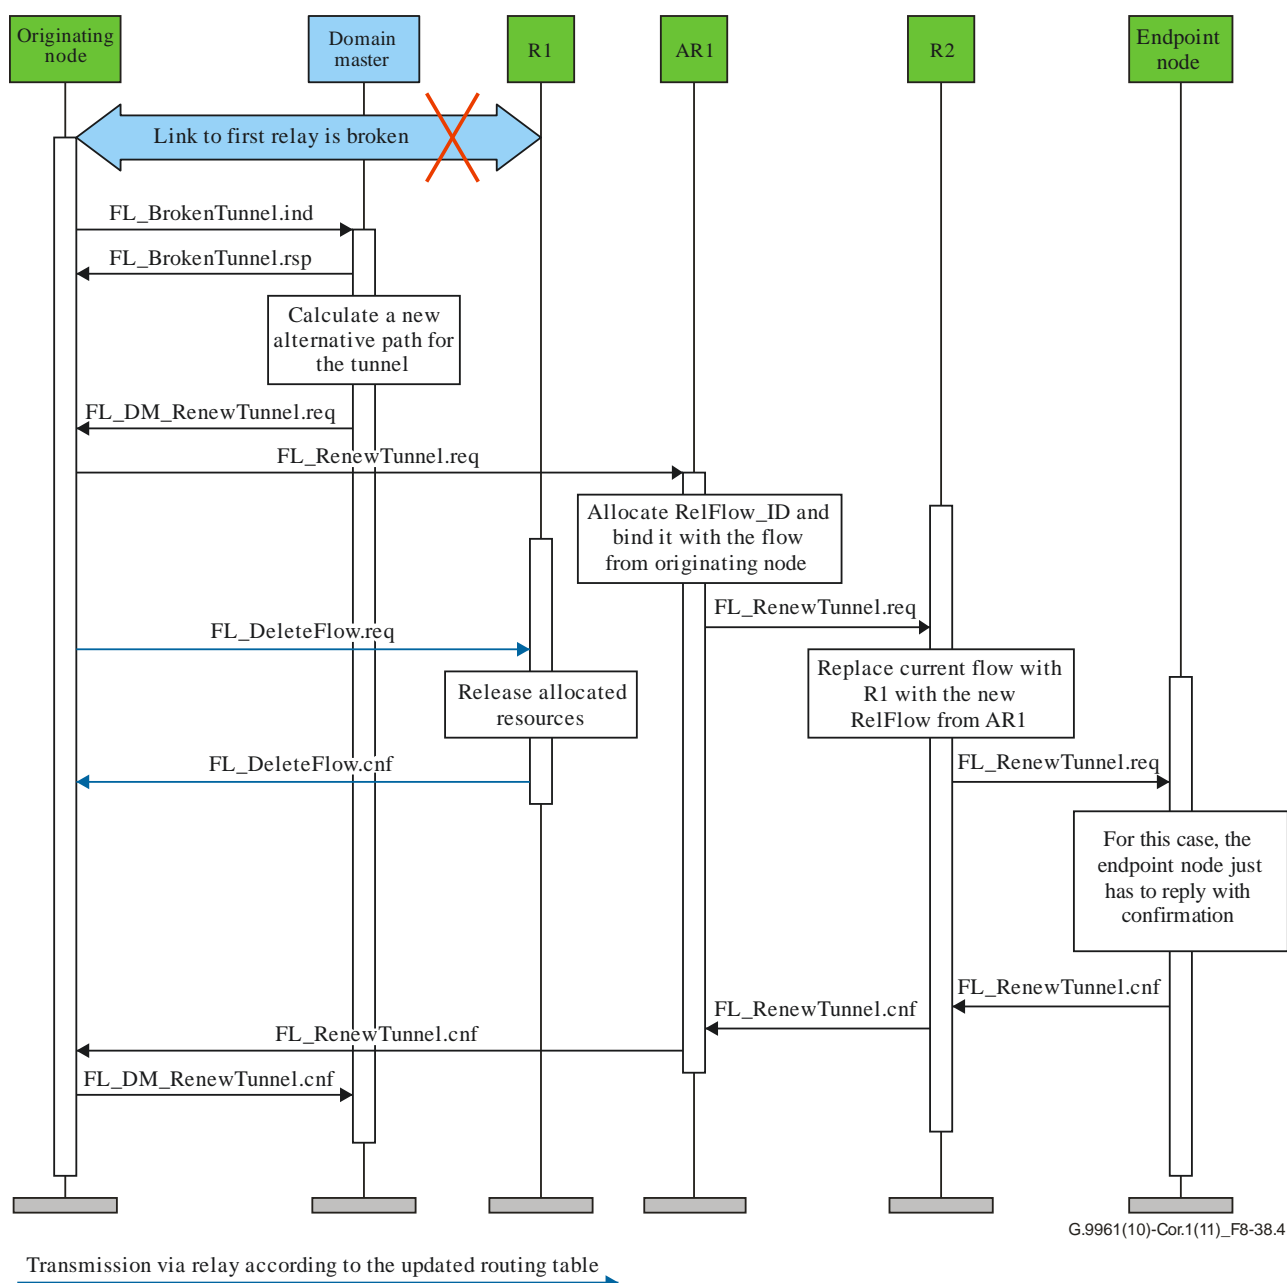 Originating
node
Domain
master
R1
AR1
R2
Endpoint
node
Link to first relay is broken
FL_BrokenTunnel.ind
FL_BrokenTunnel.rsp
Calculate a new
alternative path for
the tunnel
FL_DM_RenewTunnel.req
FL_RenewTunnel.req
Allocate RelFlow_ID and
bind it with the flow
from originating node
FL_RenewTunnel.req
FL_DeleteFlow.req
Replace current flow with
R1 with the new
RelFlow from AR1
Release allocated
resources
FL_DeleteFlow.cnf
FL_RenewTunnel.req
For this case, the
endpoint node just
has to reply with
confirmation
FL_RenewTunnel.cnf
FL_RenewTunnel.cnf
FL_RenewTunnel.cnf
FL_DM_RenewTunnel.cnf
G.9961(10)-Cor.1(11)_F8-38.4
Transmission via relay according to the updated routing table